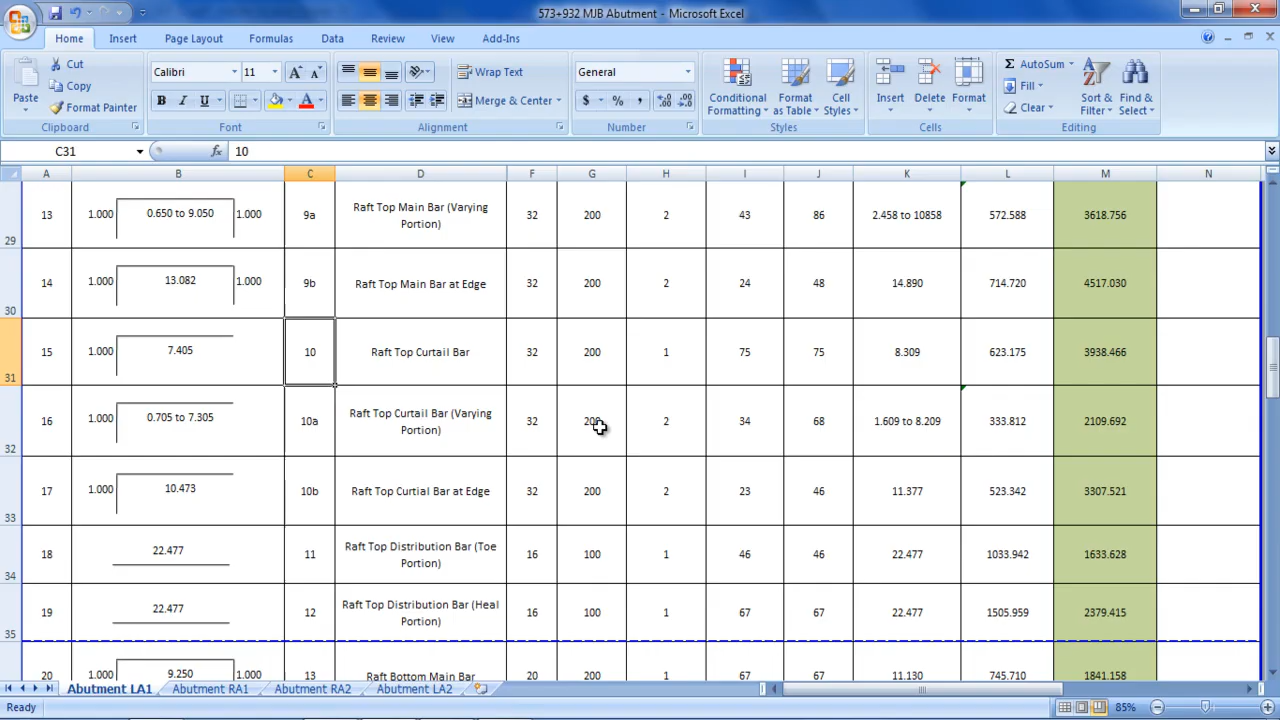 573+932 MJB Abutment - Microsoft Excel
Home Insert Page Layout Formulas Data Review View Add-Ins
Paste
Cut
Copy
Format Painter
Calibri 11
B I U A
Wrap Text
Merge & Center
General
$ % ,
Conditional Formatting
Format as Table
Cell Styles
Insert
Delete
Format
AutoSum
Fill
Clear
Sort & Filter
Find & Select
Clipboard Font Alignment Number Styles Cells Editing
C31 fx 10
A B C D F G H I J K L M N
29 13 1.000 0.650 to 9.050 1.000 9a Raft Top Main Bar (Varying Portion) 32 200 2 43 86 2.458 to 10858 572.588 3618.756
30 14 1.000 13.082 1.000 9b Raft Top Main Bar at Edge 32 200 2 24 48 14.890 714.720 4517.030
31 15 1.000 7.405 10 Raft Top Curtail Bar 32 200 1 75 75 8.309 623.175 3938.466
32 16 1.000 0.705 to 7.305 10a Raft Top Curtail Bar (Varying Portion) 32 200 2 34 68 1.609 to 8.209 333.812 2109.692
33 17 1.000 10.473 10b Raft Top Curtial Bar at Edge 32 200 2 23 46 11.377 523.342 3307.521
34 18 22.477 11 Raft Top Distribution Bar (Toe Portion) 16 100 1 46 46 22.477 1033.942 1633.628
35 19 22.477 12 Raft Top Distribution Bar (Heal Portion) 16 100 1 67 67 22.477 1505.959 2379.415
20 1.000 9.250 1.000 13 Raft Bottom Main Bar 20 200 1 67 67 11.130 745.710 1841.158
Abutment LA1 Abutment RA1 Abutment RA2 Abutment LA2
Ready 85%